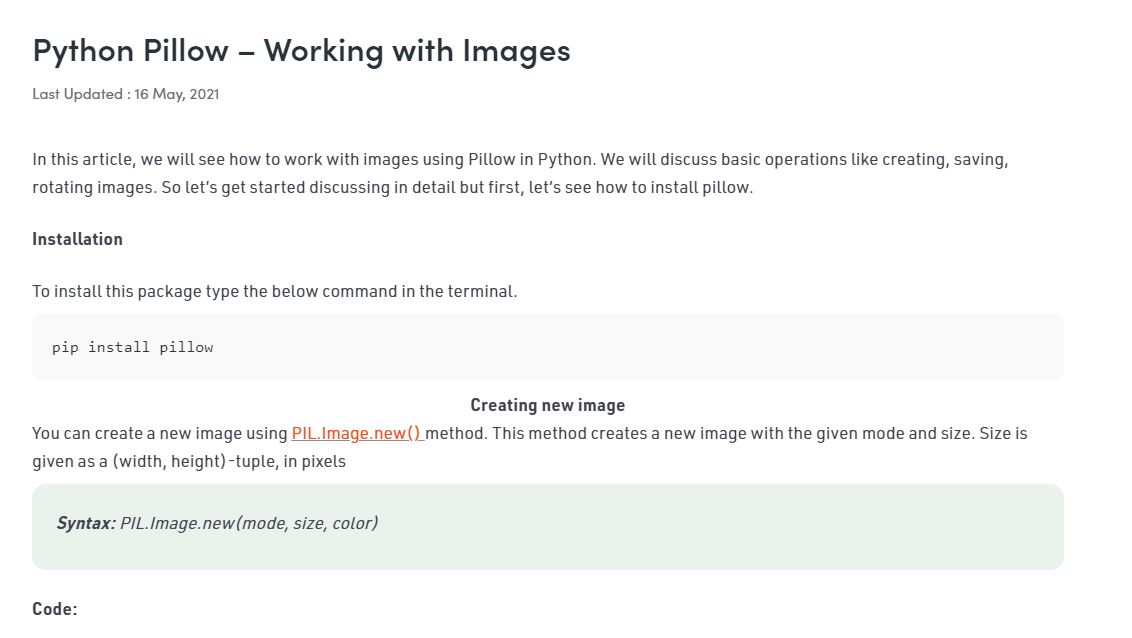 Python Pillow – Working with Images
Last Updated : 16 May, 2021
In this article, we will see how to work with images using Pillow in Python. We will discuss basic operations like creating, saving,
rotating images. So let’s get started discussing in detail but first, let’s see how to install pillow.
Installation
To install this package type the below command in the terminal.
pip install pillow
Creating new image
You can create a new image using PIL.Image.new() method. This method creates a new image with the given mode and size. Size is
given as a (width, height)-tuple, in pixels
Syntax: PIL.Image.new(mode, size, color)
Code: